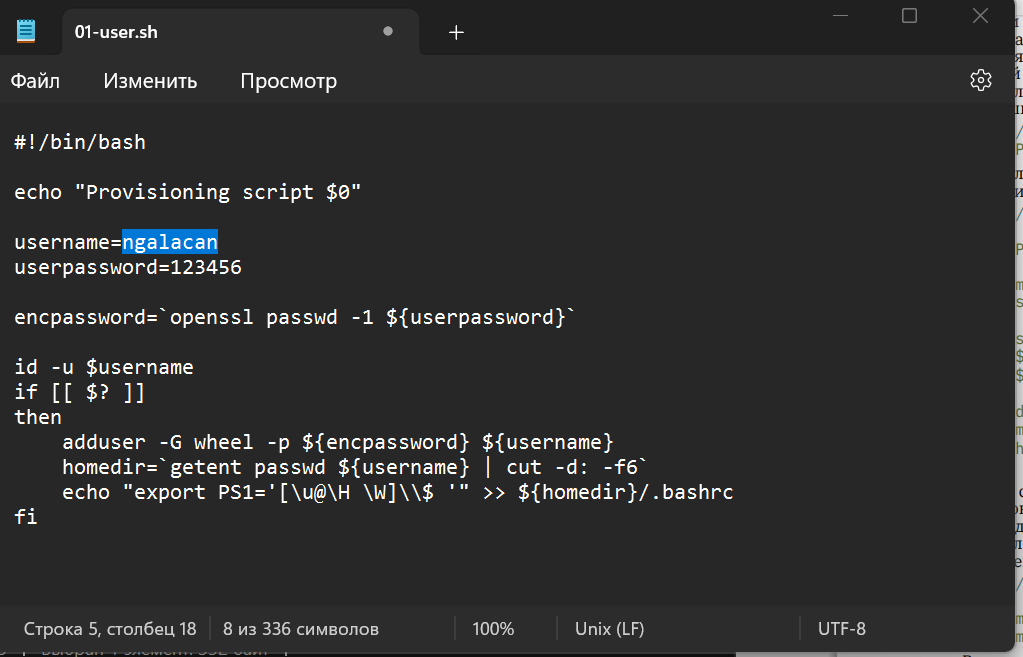 01-user.sh
Файл Изменить Просмотр
#!/bin/bash
echo "Provisioning script $0"
username=ngalacan
userpassword=123456
encpassword=`openssl passwd -1 ${userpassword}`
id -u $username
if [[ $? ]]
then
    adduser -G wheel -p ${encpassword} ${username}
    homedir=`getent passwd ${username} | cut -d: -f6`
    echo "export PS1='[\u@\H \W]\\$ '" >> ${homedir}/.bashrc
fi
Строка 5, столбец 18 8 из 336 символов 100% Unix (LF) UTF-8